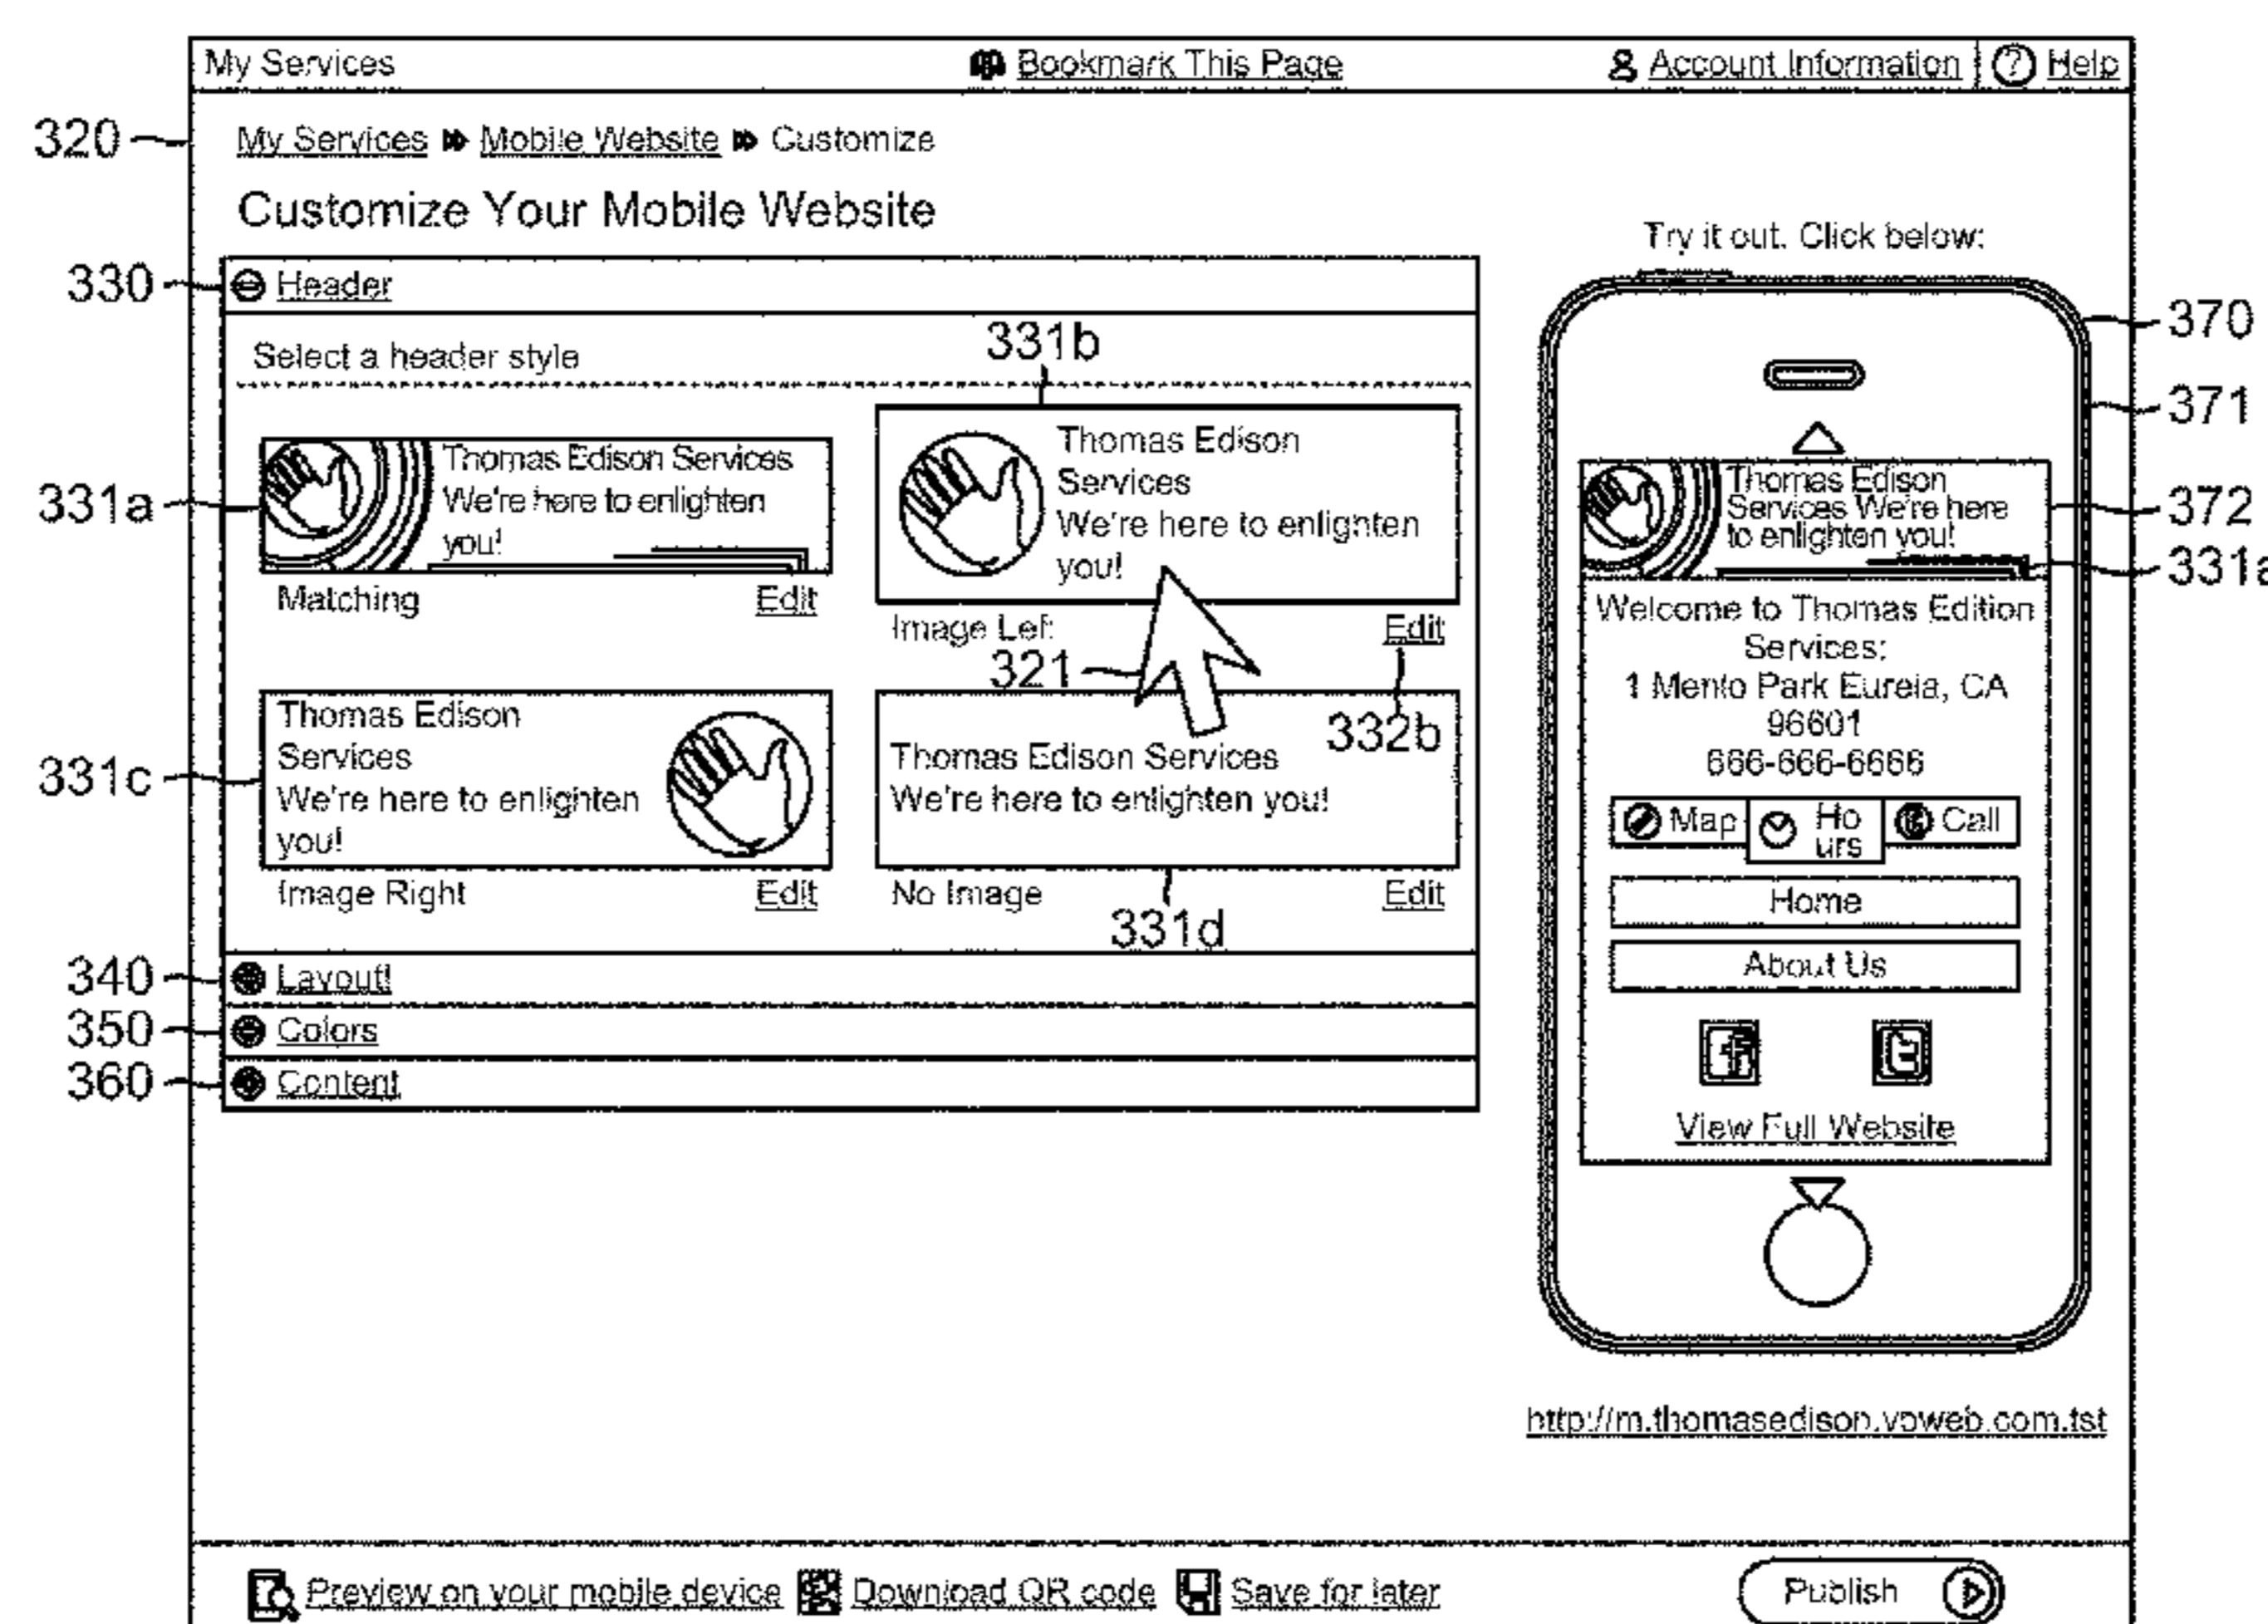 My Services
Bookmark This Page
Account Information
Help
320
My Services
Mobile Website
Customize
Customize Your Mobile Website
Try it out. Click below:
330
Header
370
Select a header style
331b
371
331a
Thomas Edison Services
We're here to enlighten
you!
Matching
Edit
Thomas Edison
Services
We're here to enlighten
you!
Image Left
Edit
321
332b
331c
Thomas Edison
Services
We're here to enlighten
you!
Image Right
Edit
Thomas Edison Services
We're here to enlighten you!
No Image
Edit
331d
340
Layout
350
Colors
360
Content
Thomas Edison
Services We're here
to enlighten you!
372
331a
Welcome to Thomas Edition
Services:
1 Menlo Park Eureia, CA
96601
666-666-6666
Map
Ho
urs
Call
Home
About Us
f
t
View Full Website
http://m.thomasedison.voweb.com.tst
Preview on your mobile device
Download QR code
Save for later
Publish